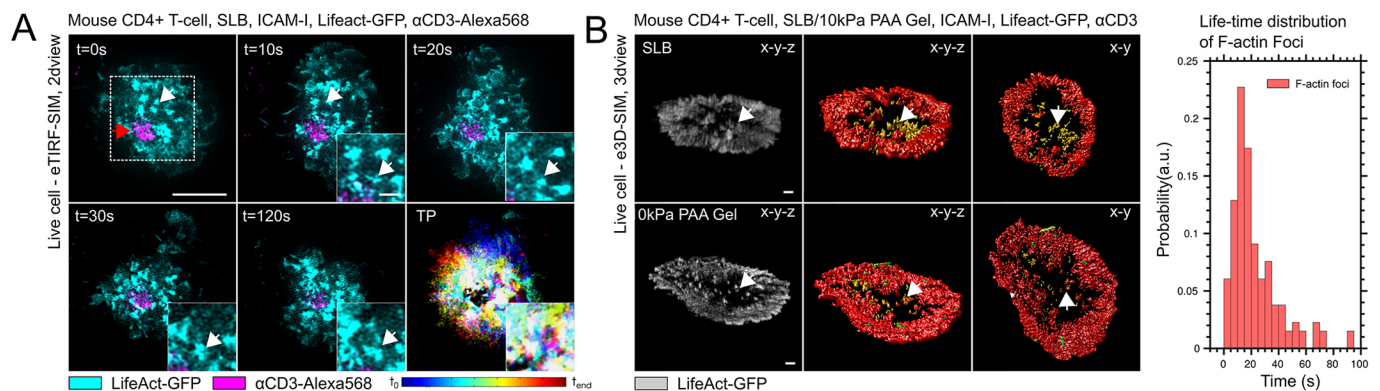 A
Mouse CD4+ T-cell, SLB, ICAM-I, Lifeact-GFP, αCD3-Alexa568
Live cell - eTIRF-SIM, 2dview
t=0s
t=10s
t=20s
t=30s
t=120s
TP
LifeAct-GFP
αCD3-Alexa568
t0
tend
B
Mouse CD4+ T-cell, SLB/10kPa PAA Gel, ICAM-I, Lifeact-GFP, αCD3
Live cell - e3D-SIM, 3dview
SLB
x-y-z
x-y-z
x-y
0kPa PAA Gel
x-y-z
x-y-z
x-y
LifeAct-GFP
Life-time distribution
of F-actin Foci
F-actin foci
Probability(a.u.)
0.25
0.2
0.15
0.1
0.05
0
0 20 40 60 80 100
Time (s)